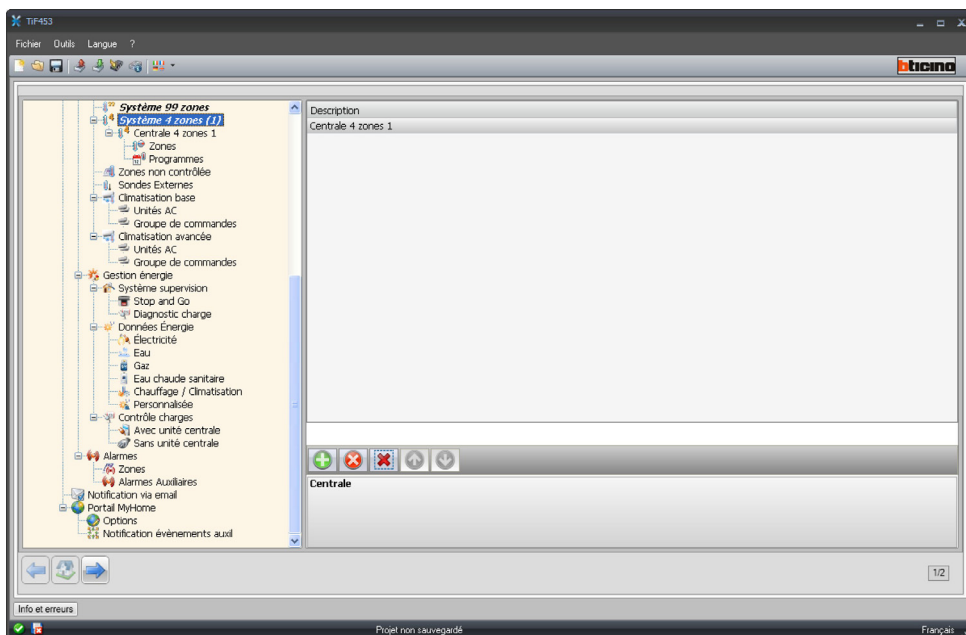 TiF453
Fichier Outils Langue ?
bticino
Système 99 zones
Système 4 zones (1)
Centrale 4 zones 1
Zones
Programmes
Zones non contrôlée
Sondes Externes
Climatisation base
Unités AC
Groupe de commandes
Climatisation avancée
Unités AC
Groupe de commandes
Gestion énergie
Système supervision
Stop and Go
Diagnostic charge
Données Énergie
Électricité
Eau
Gaz
Eau chaude sanitaire
Chauffage / Climatisation
Personnalisée
Contrôle charges
Avec unité centrale
Sans unité centrale
Alarmes
Zones
Alarmes Auxiliaires
Notification via email
Portail MyHome
Options
Notification évènements auxil
Description
Centrale 4 zones 1
Centrale
1/2
Info et erreurs
Projet non sauvegardé
Français